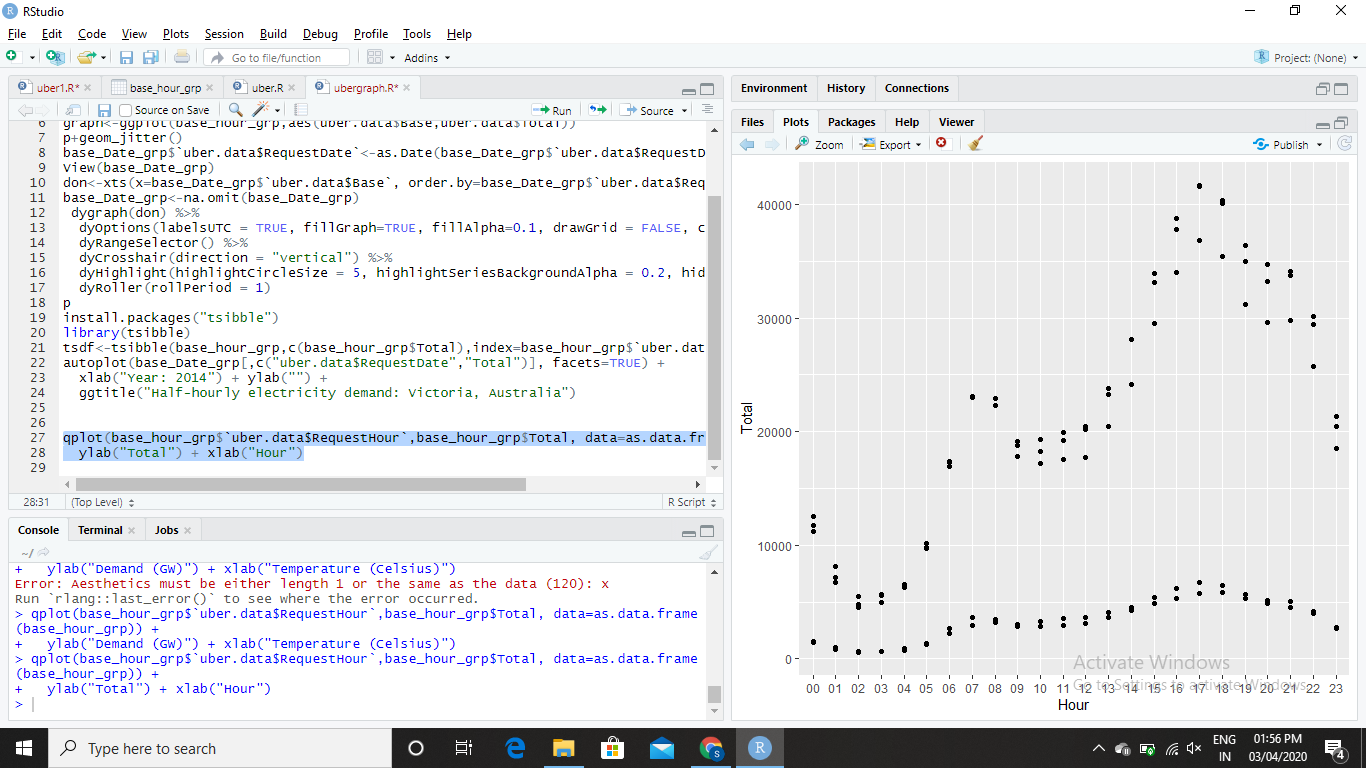 RStudio
File Edit Code View Plots Session Build Debug Profile Tools Help
Go to file/function
Addins
Project: (None)
uber1.R* base_hour_grp uber.R ubergraph.R*
Source on Save
Run
Source
6 graph<-ggplot(base_hour_grp,aes(uber.data$Base,uber.data$Total))
7 p+geom_jitter()
8 base_Date_grp$`uber.data$RequestDate`<-as.Date(base_Date_grp$`uber.data$RequestD
9 View(base_Date_grp)
10 don<-xts(x=base_Date_grp$`uber.data$Base`, order.by=base_Date_grp$`uber.data$Req
11 base_Date_grp<-na.omit(base_Date_grp)
12 dygraph(don) %>%
13 dyOptions(labelsUTC = TRUE, fillGraph=TRUE, fillAlpha=0.1, drawGrid = FALSE, c
14 dyRangeSelector() %>%
15 dyCrosshair(direction = "vertical") %>%
16 dyHighlight(highlightCircleSize = 5, highlightSeriesBackgroundAlpha = 0.2, hid
17 dyRoller(rollPeriod = 1)
18 p
19 install.packages("tsibble")
20 library(tsibble)
21 tsdf<-tsibble(base_hour_grp,c(base_hour_grp$Total),index=base_hour_grp$`uber.dat
22 autoplot(base_Date_grp[,c("uber.data$RequestDate","Total")], facets=TRUE) +
23 xlab("Year: 2014") + ylab("") +
24 ggtitle("Half-hourly electricity demand: Victoria, Australia")
25
26
27 qplot(base_hour_grp$`uber.data$RequestHour`,base_hour_grp$Total, data=as.data.fr
28 ylab("Total") + xlab("Hour")
29
28:31 (Top Level) R Script
Console Terminal Jobs
~/
+ ylab("Demand (GW)") + xlab("Temperature (Celsius)")
Error: Aesthetics must be either length 1 or the same as the data (120): x
Run `rlang::last_error()` to see where the error occurred.
> qplot(base_hour_grp$`uber.data$RequestHour`,base_hour_grp$Total, data=as.data.frame
(base_hour_grp)) +
+ ylab("Demand (GW)") + xlab("Temperature (Celsius)")
> qplot(base_hour_grp$`uber.data$RequestHour`,base_hour_grp$Total, data=as.data.frame
(base_hour_grp)) +
+ ylab("Total") + xlab("Hour")
>
Environment History Connections
Files Plots Packages Help Viewer
Zoom Export Publish
40000
30000
20000
10000
0
Total
00 01 02 03 04 05 06 07 08 09 10 11 12 13 14 15 16 17 18 19 20 21 22 23
Hour
Activate Windows
Go to Settings to activate Windows.
Type here to search
ENG
IN
01:56 PM
03/04/2020
4